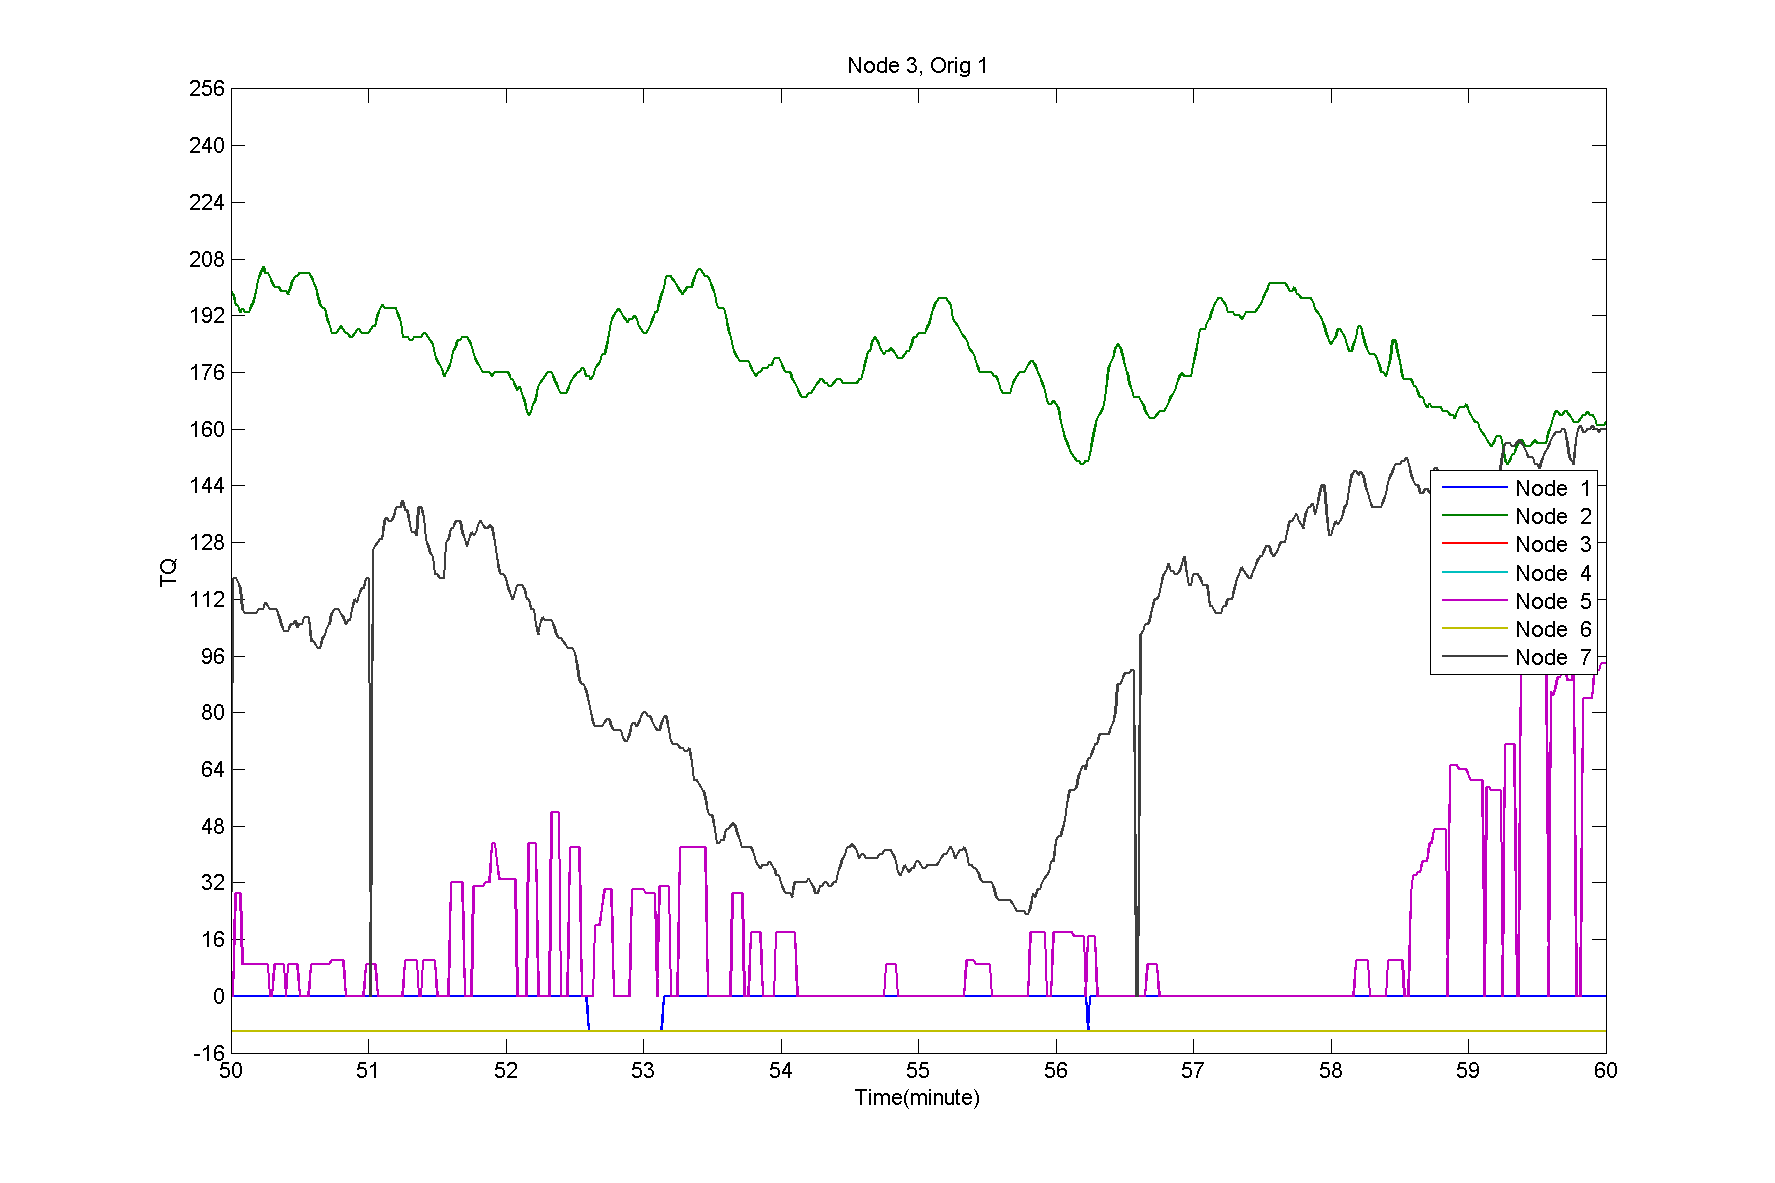 Node 3, Orig 1
256
240
224
208
192
176
160
144
128
112
96
80
64
48
32
16
0
-16
TQ
Node 1
Node 2
Node 3
Node 4
Node 5
Node 6
Node 7
50 51 52 53 54 55 56 57 58 59 60
Time(minute)